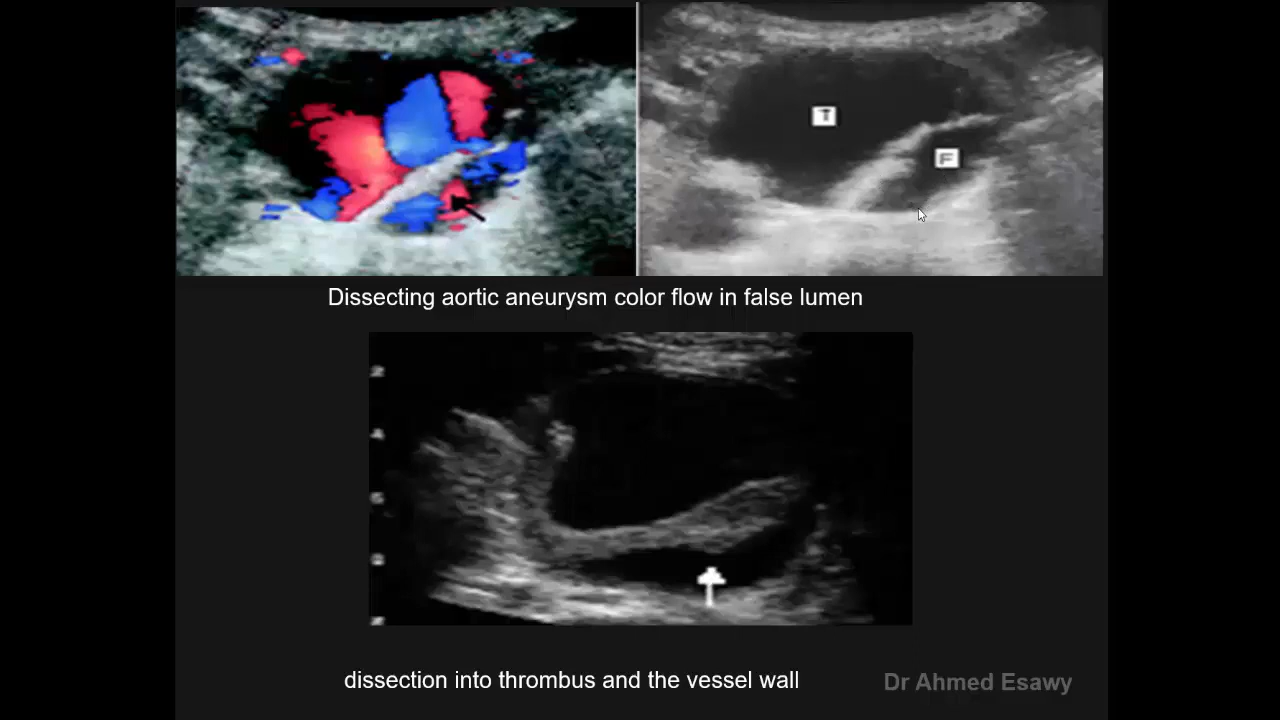 T
F
Dissecting aortic aneurysm color flow in false lumen
dissection into thrombus and the vessel wall
Dr Ahmed Esawy